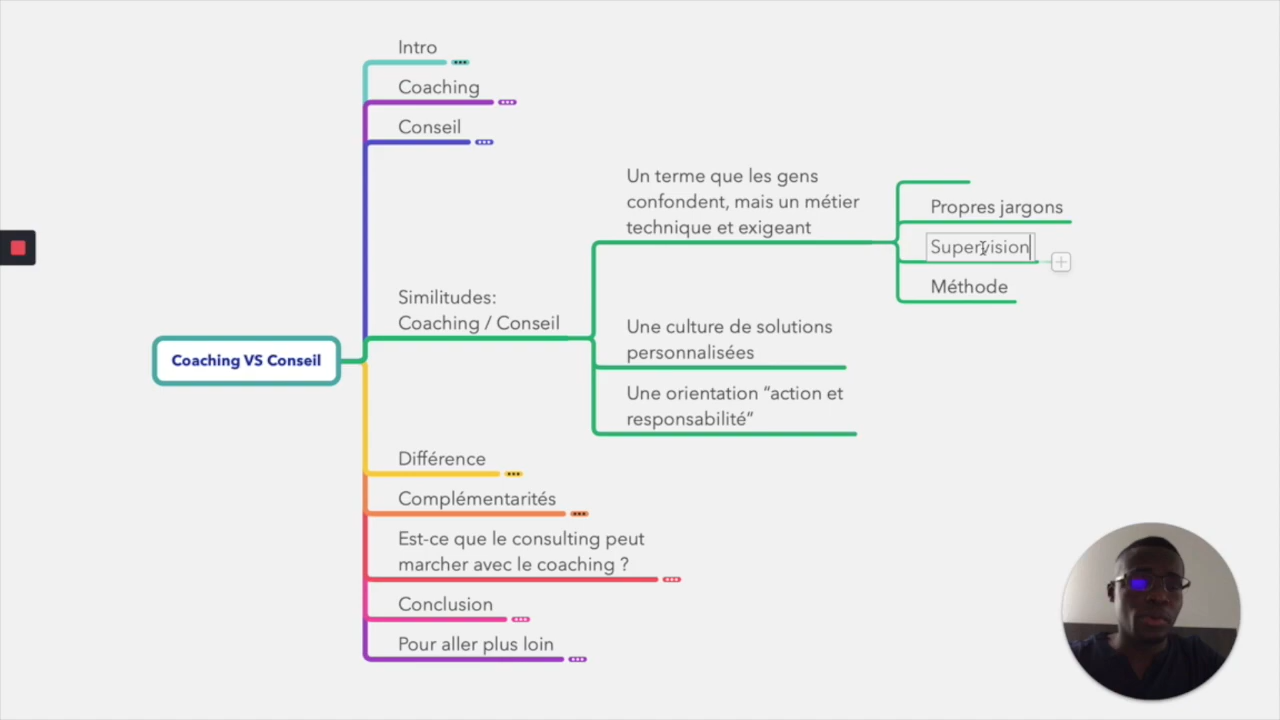 Intro
Coaching
Conseil
Un terme que les gens
confondent, mais un métier
technique et exigeant
Propres jargons
Supervision
Méthode
Similitudes:
Coaching / Conseil
Une culture de solutions
personnalisées
Coaching VS Conseil
Une orientation “action et
responsabilité”
Différence
Complémentarités
Est-ce que le consulting peut
marcher avec le coaching ?
Conclusion
Pour aller plus loin